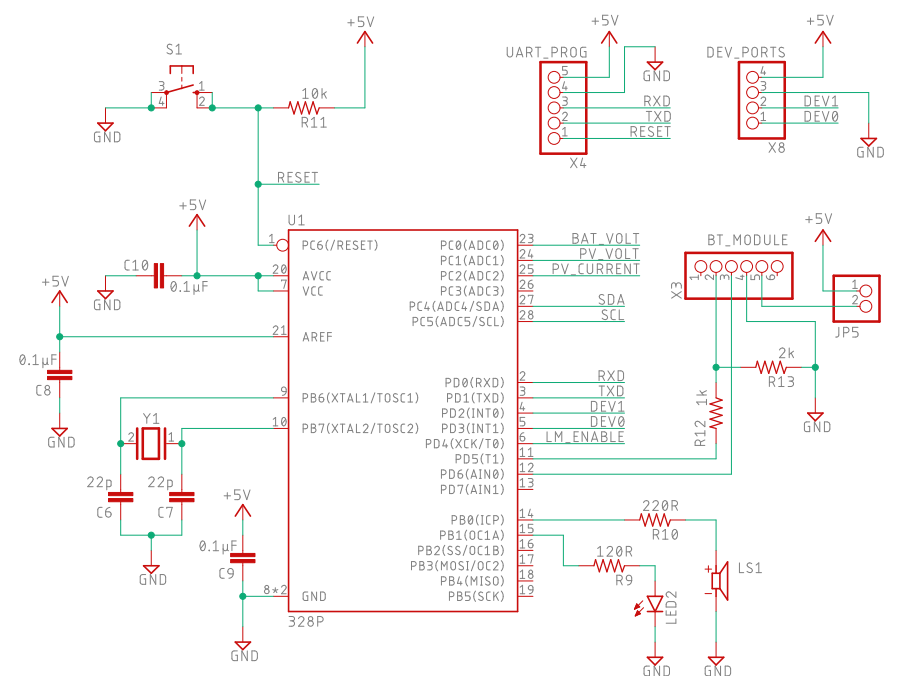 +5V
S1
3
1
4
2
GND
10k
R11
RESET
+5V
UART_PROG
5
4
3
2
1
GND
RXD
TXD
RESET
X4
+5V
DEV_PORTS
4
3
2
1
DEV1
DEV0
X8
GND
+5V
C10
0.1µF
GND
+5V
0.1µF
C8
GND
Y1
2
1
22p
22p
C6
C7
GND
+5V
0.1µF
C9
GND
U1
1 PC6(/RESET)
20 AVCC
7 VCC
21 AREF
9 PB6(XTAL1/TOSC1)
10 PB7(XTAL2/TOSC2)
8*2 GND
328P
PC0(ADC0) 23 BAT_VOLT
PC1(ADC1) 24 PV_VOLT
PC2(ADC2) 25 PV_CURRENT
PC3(ADC3) 26
PC4(ADC4/SDA) 27 SDA
PC5(ADC5/SCL) 28 SCL
PD0(RXD) 2 RXD
PD1(TXD) 3 TXD
PD2(INT0) 4 DEV1
PD3(INT1) 5 DEV0
PD4(XCK/T0) 6 LM_ENABLE
PD5(T1) 11
PD6(AIN0) 12
PD7(AIN1) 13
PB0(ICP) 14
PB1(OC1A) 15
PB2(SS/OC1B) 16
PB3(MOSI/OC2) 17
PB4(MISO) 18
PB5(SCK) 19
BT_MODULE
X3
1
2
3
4
5
6
+5V
1
2
JP5
2k
R13
R12 1k
GND
220R
R10
120R
R9
LED2
GND
+
-
LS1
GND